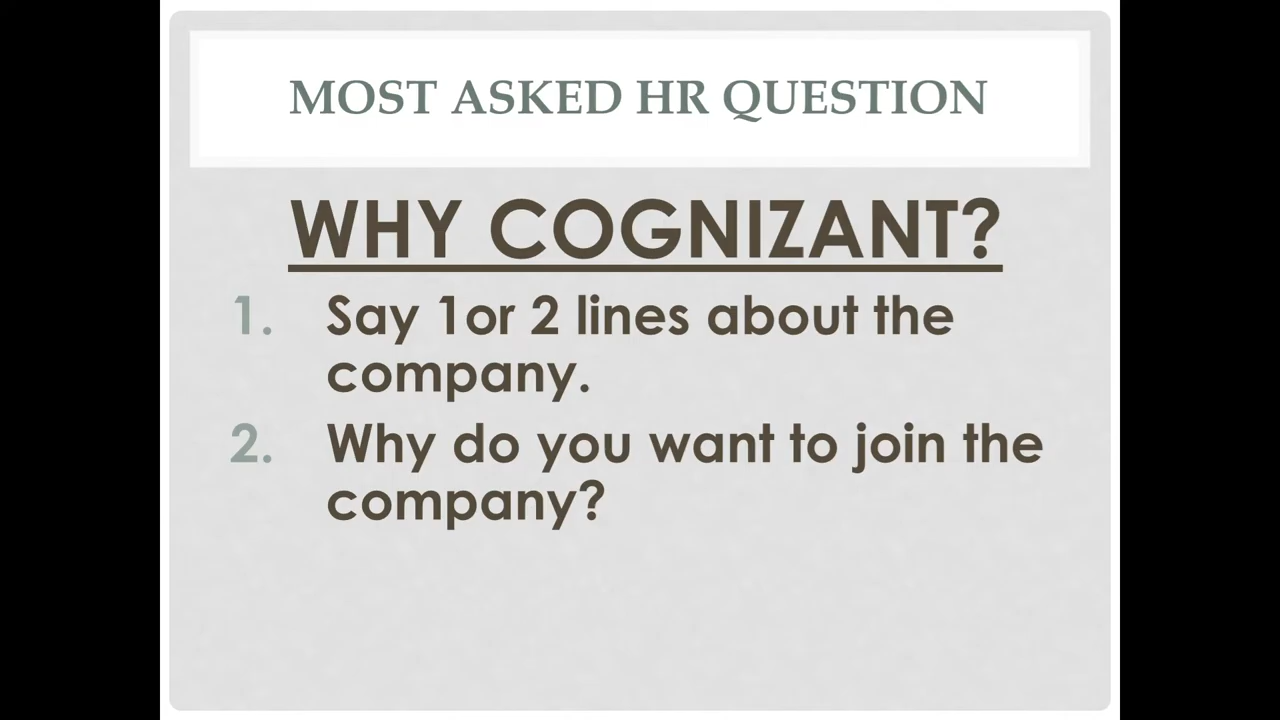 MOST ASKED HR QUESTION
WHY COGNIZANT?
1. Say 1or 2 lines about the
company.
2. Why do you want to join the
company?